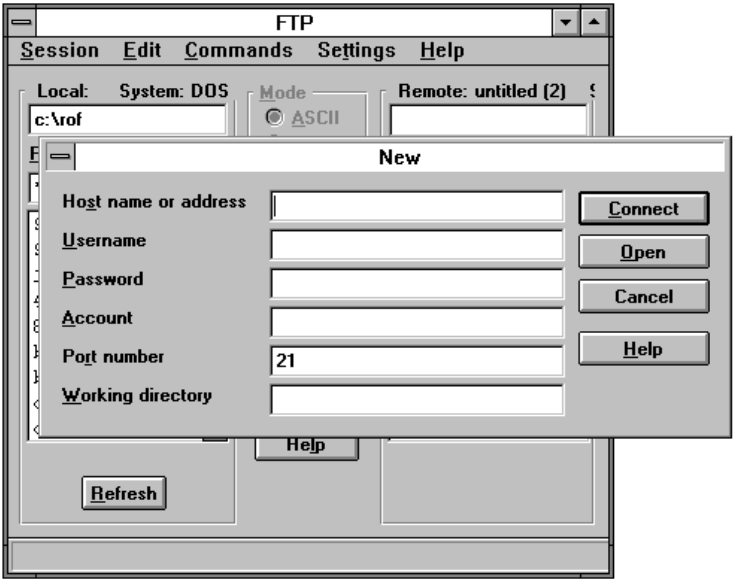 FTP
Session Edit Commands Settings Help
Local: System: DOS Mode Remote: untitled (2)
c:\rof ASCII
New
Host name or address Connect
Username Open
Password Cancel
Account
Port number 21 Help
Working directory
Help
Refresh